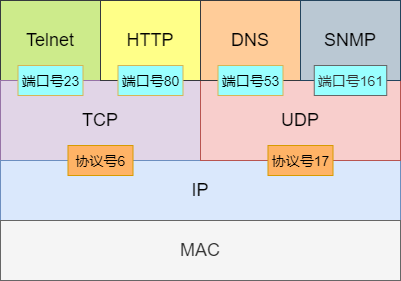 Telnet
HTTP
DNS
SNMP
端口号23
端口号80
端口号53
端口号161
TCP
UDP
协议号6
协议号17
IP
MAC